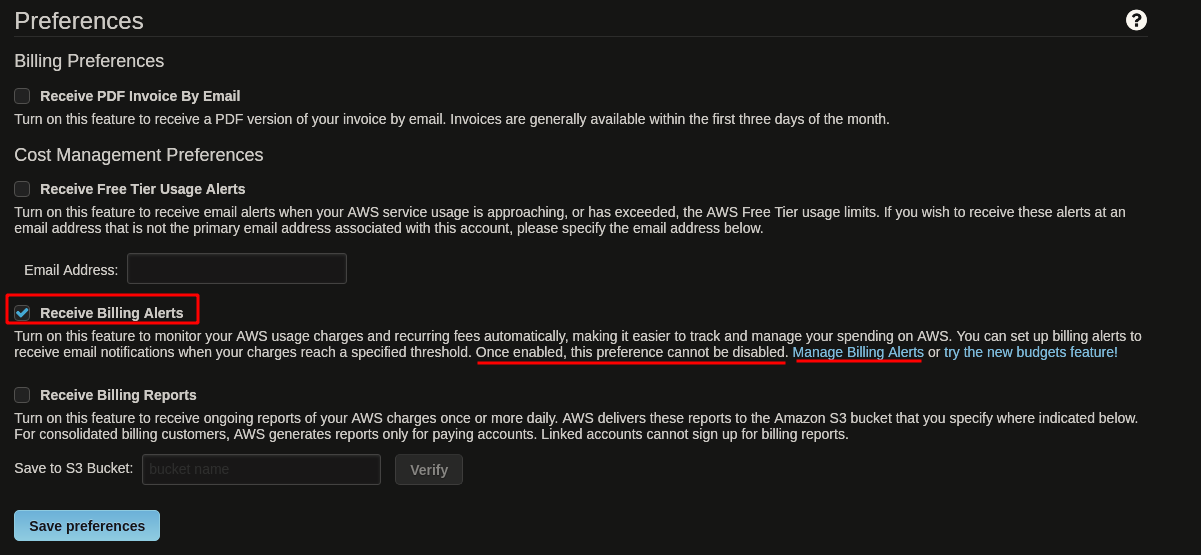 Preferences
?
Billing Preferences
Receive PDF Invoice By Email
Turn on this feature to receive a PDF version of your invoice by email. Invoices are generally available within the first three days of the month.
Cost Management Preferences
Receive Free Tier Usage Alerts
Turn on this feature to receive email alerts when your AWS service usage is approaching, or has exceeded, the AWS Free Tier usage limits. If you wish to receive these alerts at an
email address that is not the primary email address associated with this account, please specify the email address below.
Email Address:
Receive Billing Alerts
Turn on this feature to monitor your AWS usage charges and recurring fees automatically, making it easier to track and manage your spending on AWS. You can set up billing alerts to
receive email notifications when your charges reach a specified threshold. Once enabled, this preference cannot be disabled. Manage Billing Alerts or try the new budgets feature!
Receive Billing Reports
Turn on this feature to receive ongoing reports of your AWS charges once or more daily. AWS delivers these reports to the Amazon S3 bucket that you specify where indicated below.
For consolidated billing customers, AWS generates reports only for paying accounts. Linked accounts cannot sign up for billing reports.
Save to S3 Bucket: bucket name Verify
Save preferences